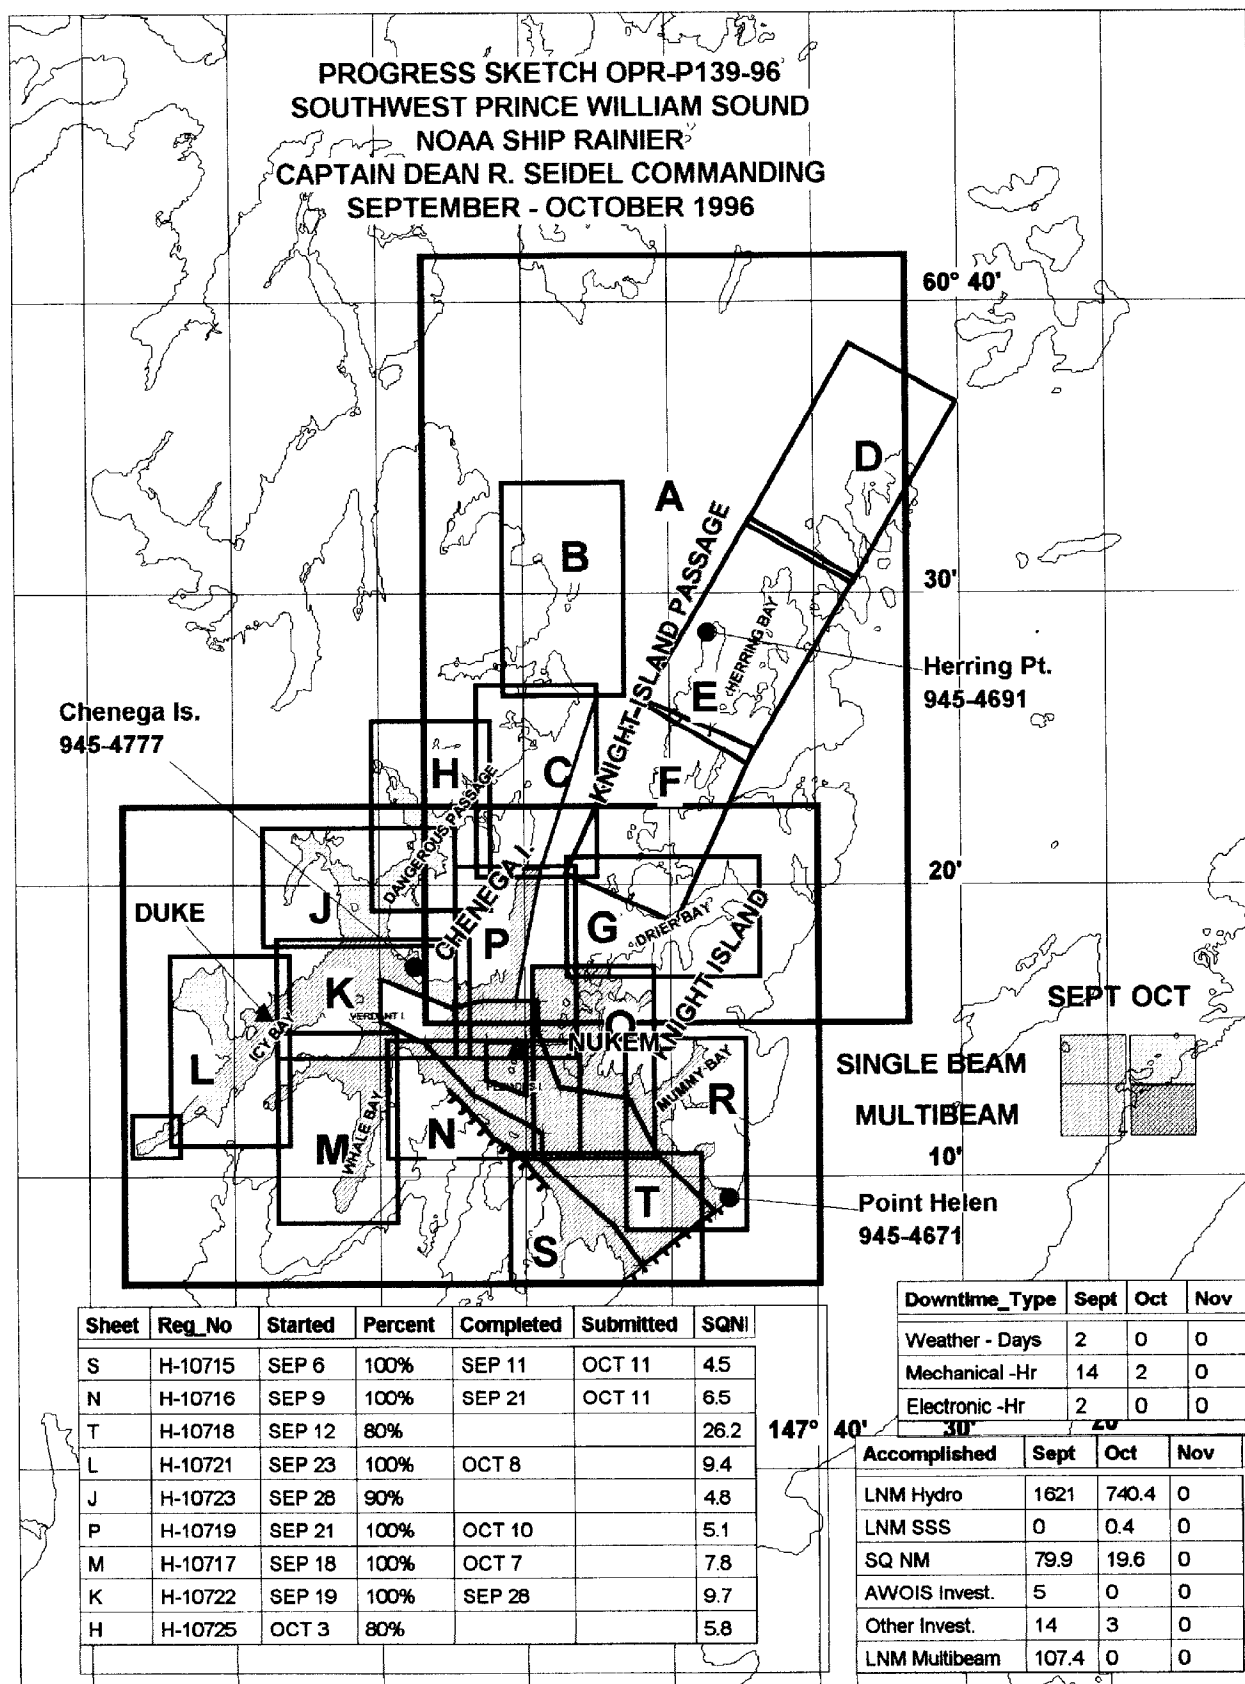 PROGRESS SKETCH OPR-P139-96
SOUTHWEST PRINCE WILLIAM SOUND
NOAA SHIP RAINIER
CAPTAIN DEAN R. SEIDEL COMMANDING
SEPTEMBER - OCTOBER 1996
60° 40'
D
A
B
KNIGHT ISLAND PASSAGE
30'
HERRING BAY
Herring Pt.
945-4691
E
Chenega Is.
945-4777
H
C
F
DANGEROUS PASSAGE
20'
DUKE
J
CHENEGA I.
P
G
DRIER BAY
KNIGHT ISLAND
K
VERDANT I.
SEPT OCT
ICY BAY
O
NUKEM
L
SINGLE BEAM
MUMMY BAY
R
MULTIBEAM
WHALE BAY
M
N
10'
T
Point Helen
945-4671
S
Downtime_Type Sept Oct Nov
Weather - Days 2 0 0
Mechanical -Hr 14 2 0
Electronic -Hr 2 0 0
147° 40' 30' 20'
Sheet Reg_No Started Percent Completed Submitted SQN
S H-10715 SEP 6 100% SEP 11 OCT 11 4.5
N H-10716 SEP 9 100% SEP 21 OCT 11 6.5
T H-10718 SEP 12 80% 26.2
L H-10721 SEP 23 100% OCT 8 9.4
J H-10723 SEP 28 90% 4.8
P H-10719 SEP 21 100% OCT 10 5.1
M H-10717 SEP 18 100% OCT 7 7.8
K H-10722 SEP 19 100% SEP 28 9.7
H H-10725 OCT 3 80% 5.8
Accomplished Sept Oct Nov
LNM Hydro 1621 740.4 0
LNM SSS 0 0.4 0
SQ NM 79.9 19.6 0
AWOIS Invest. 5 0 0
Other Invest. 14 3 0
LNM Multibeam 107.4 0 0